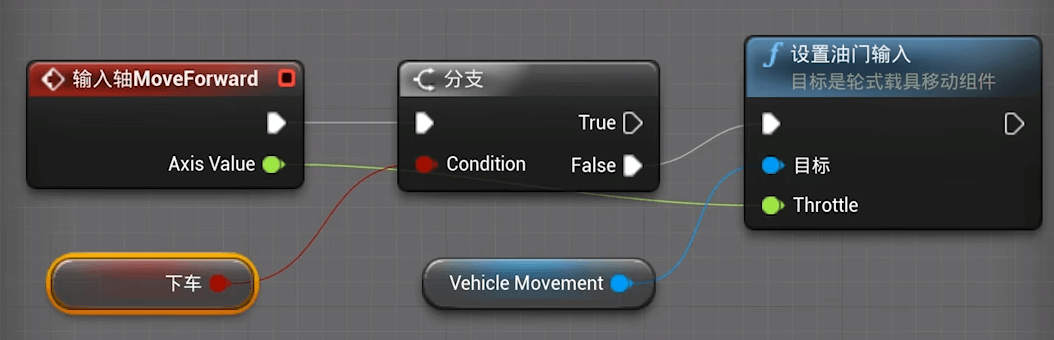 输入轴MoveForward
Axis Value
下车
分支
True
Condition
False
Vehicle Movement
f 设置油门输入
目标是轮式载具移动组件
目标
Throttle